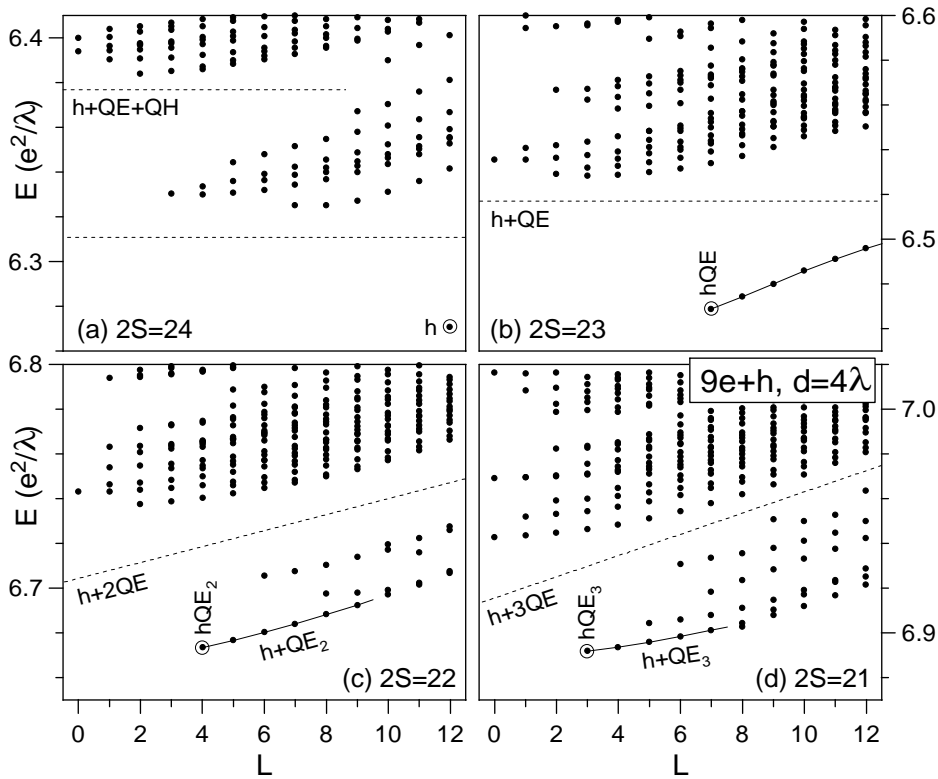 E (e²/λ)
6.4
6.3
h+QE+QH
(a) 2S=24
h
6.6
6.5
h+QE
hQE
(b) 2S=23
E (e²/λ)
6.8
6.7
h+2QE
hQE₂
h+QE₂
(c) 2S=22
9e+h, d=4λ
7.0
6.9
h+3QE
hQE₃
h+QE₃
(d) 2S=21
0 2 4 6 8 10 12
L
0 2 4 6 8 10 12
L